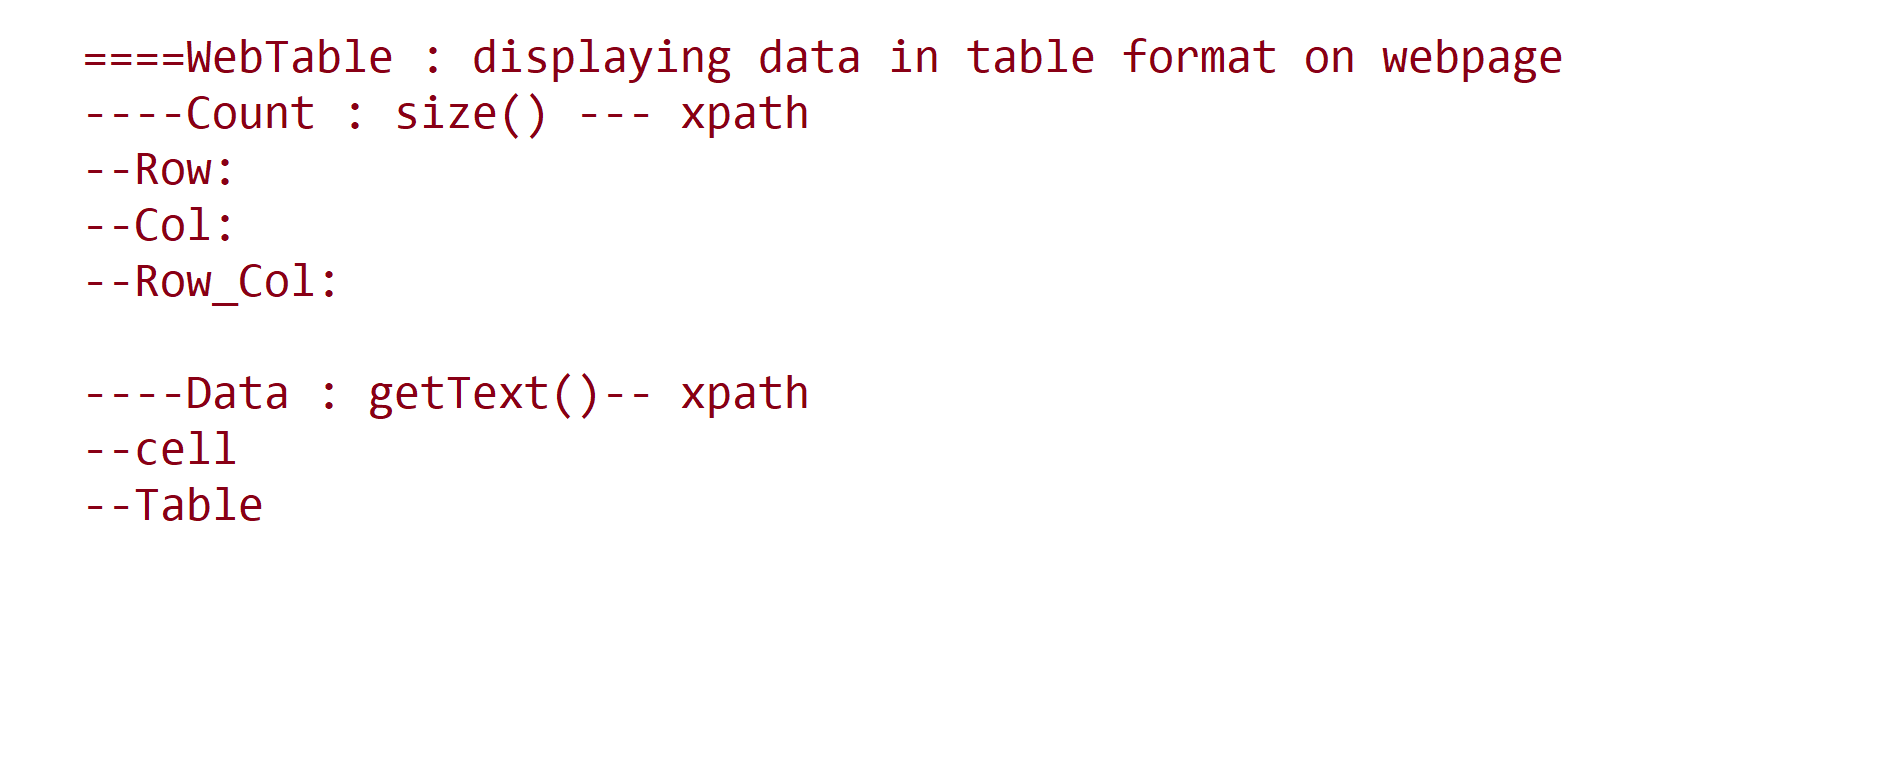 ====WebTable : displaying data in table format on webpage
----Count : size() --- xpath
--Row:
--Col:
--Row_Col:
----Data : getText()-- xpath
--cell
--Table